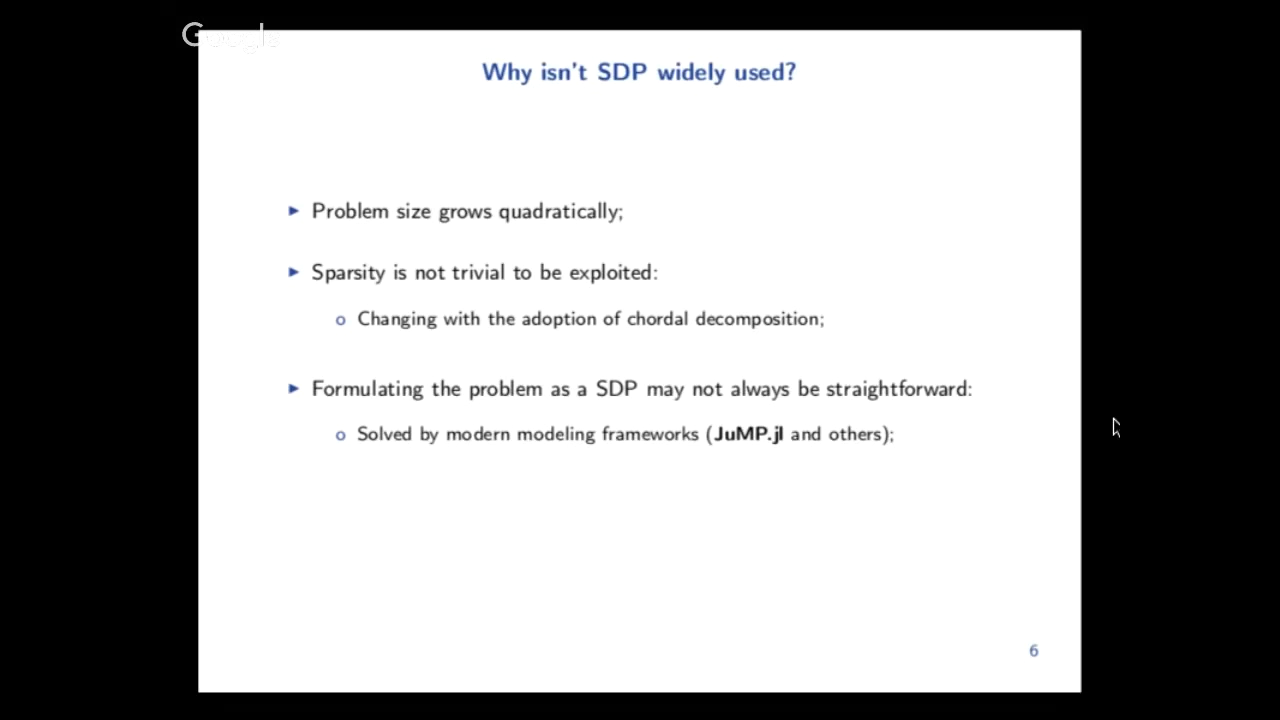 Google
Why isn't SDP widely used?
► Problem size grows quadratically;
► Sparsity is not trivial to be exploited:
o Changing with the adoption of chordal decomposition;
► Formulating the problem as a SDP may not always be straightforward:
o Solved by modern modeling frameworks (JuMP.jl and others);
6